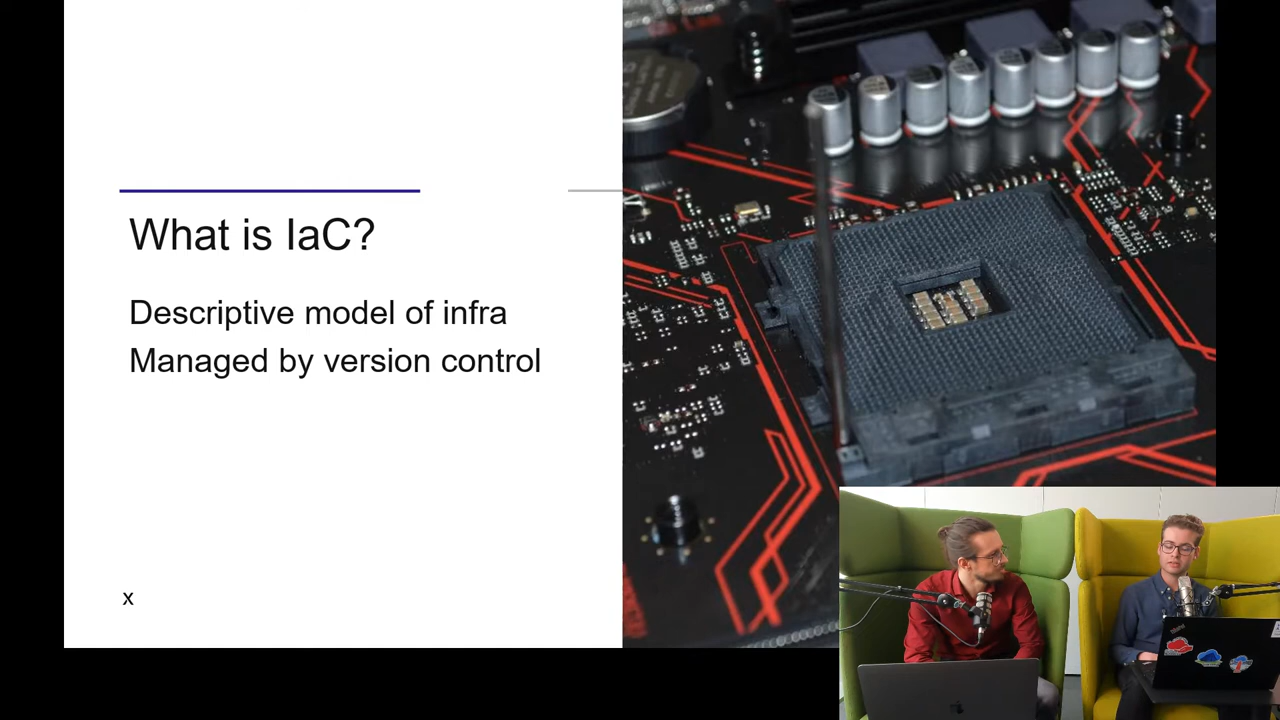 What is IaC?
Descriptive model of infra
Managed by version control
x